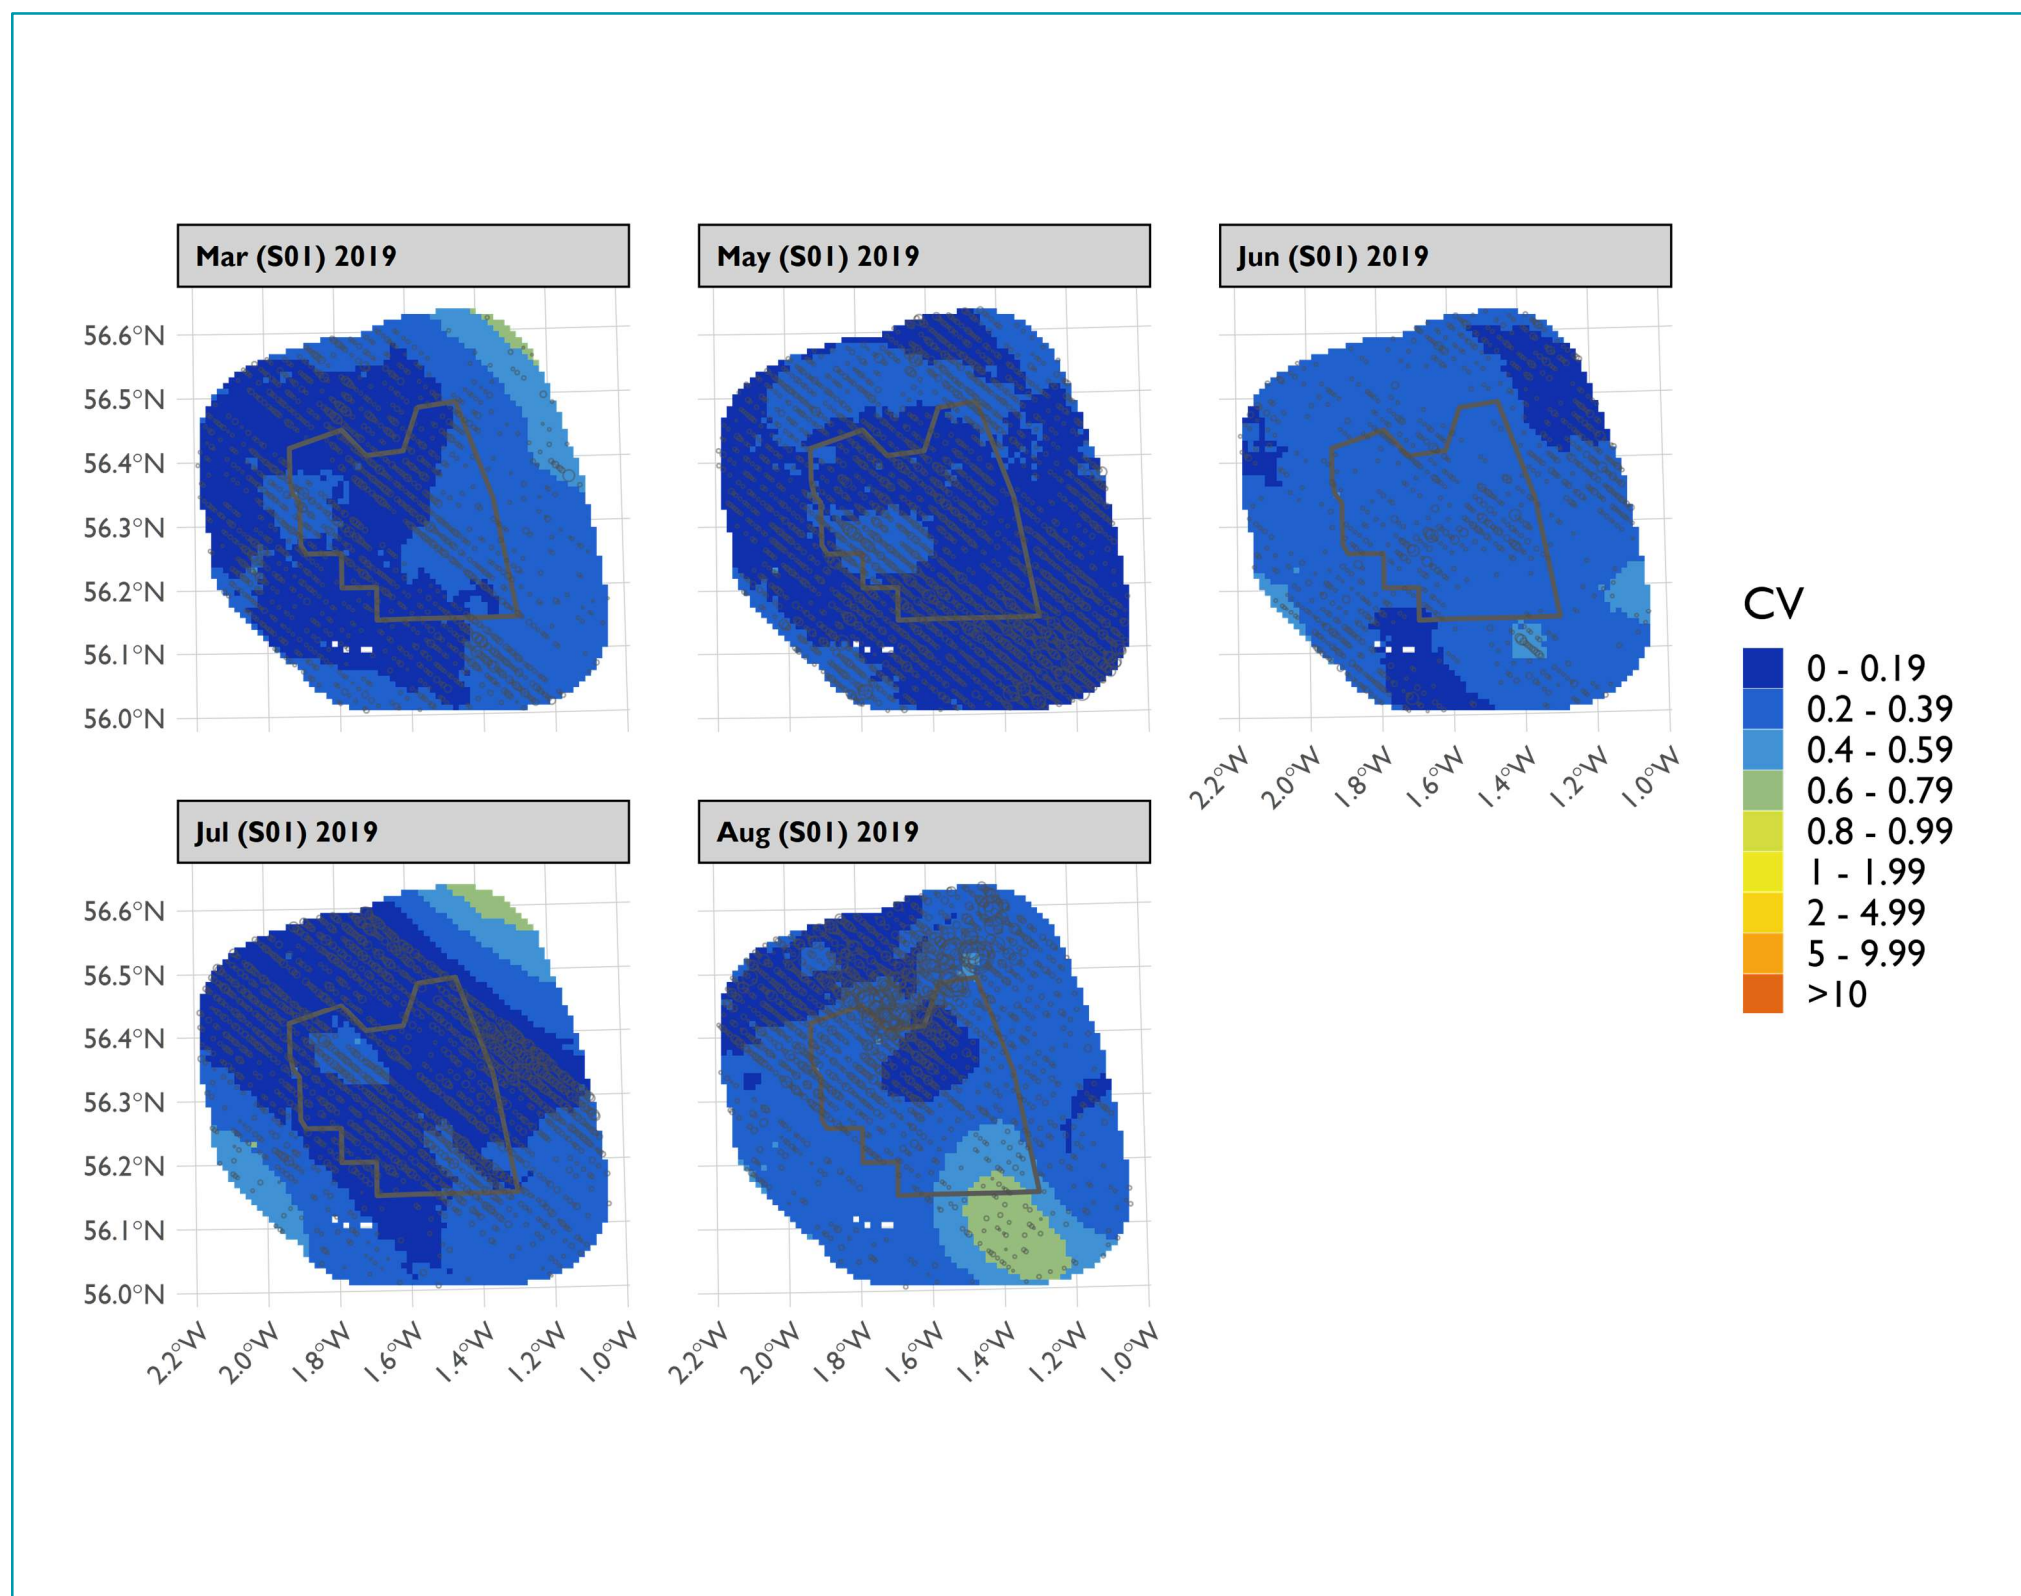 Mar (S01) 2019
May (S01) 2019
Jun (S01) 2019
56.6°N
56.5°N
56.4°N
56.3°N
56.2°N
56.1°N
56.0°N
2.2°W 2.0°W 1.8°W 1.6°W 1.4°W 1.2°W 1.0°W
Jul (S01) 2019
Aug (S01) 2019
56.6°N
56.5°N
56.4°N
56.3°N
56.2°N
56.1°N
56.0°N
2.2°W 2.0°W 1.8°W 1.6°W 1.4°W 1.2°W 1.0°W
2.2°W 2.0°W 1.8°W 1.6°W 1.4°W 1.2°W 1.0°W
CV
0 - 0.19
0.2 - 0.39
0.4 - 0.59
0.6 - 0.79
0.8 - 0.99
1 - 1.99
2 - 4.99
5 - 9.99
>10